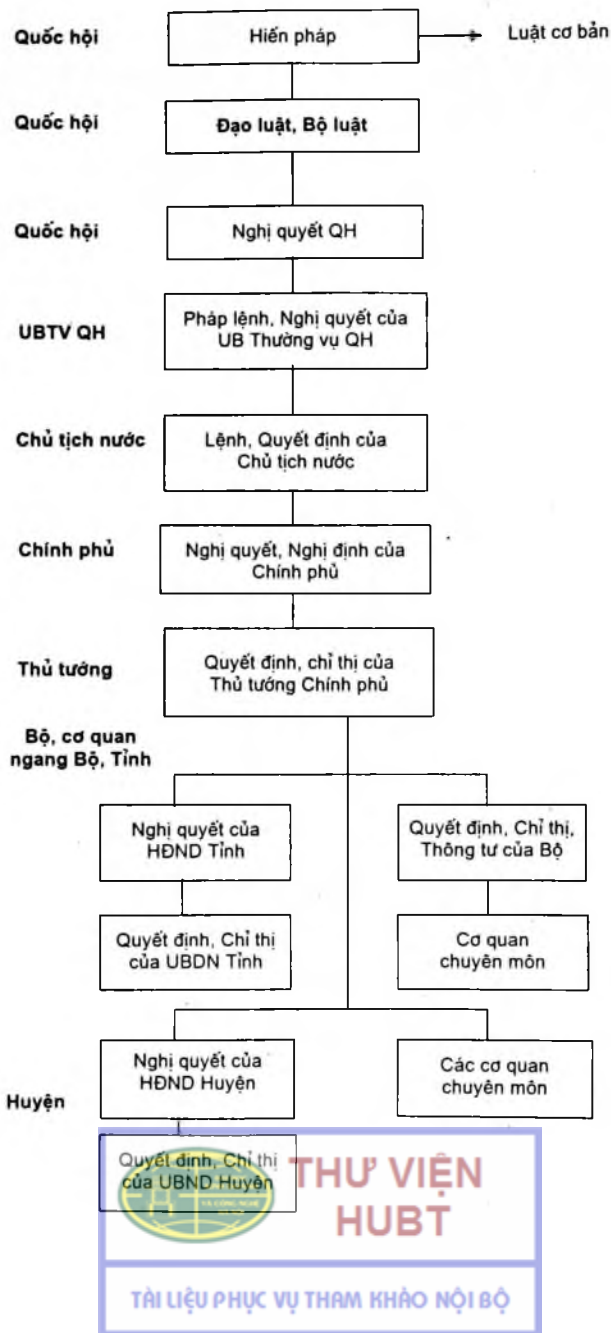 Quốc hội
Hiến pháp
Luật cơ bản
Quốc hội
Đạo luật, Bộ luật
Quốc hội
Nghị quyết QH
UBTV QH
Pháp lệnh, Nghị quyết của
UB Thường vụ QH
Chủ tịch nước
Lệnh, Quyết định của
Chủ tịch nước
Chính phủ
Nghị quyết, Nghị định của
Chính phủ
Thủ tướng
Quyết định, chỉ thị của
Thủ tướng Chính phủ
Bộ, cơ quan
ngang Bộ, Tỉnh
Nghị quyết của
HĐND Tỉnh
Quyết định, Chỉ thị,
Thông tư của Bộ
Quyết định, Chỉ thị
của UBDN Tỉnh
Cơ quan
chuyên môn
Huyện
Nghị quyết của
HĐND Huyện
Các cơ quan
chuyên môn
Quyết định, Chỉ thị
của UBND Huyện
VÀ CÔNG NGHỆ
THƯ VIỆN
HUBT
TÀI LIỆU PHỤC VỤ THAM KHẢO NỘI BỘ